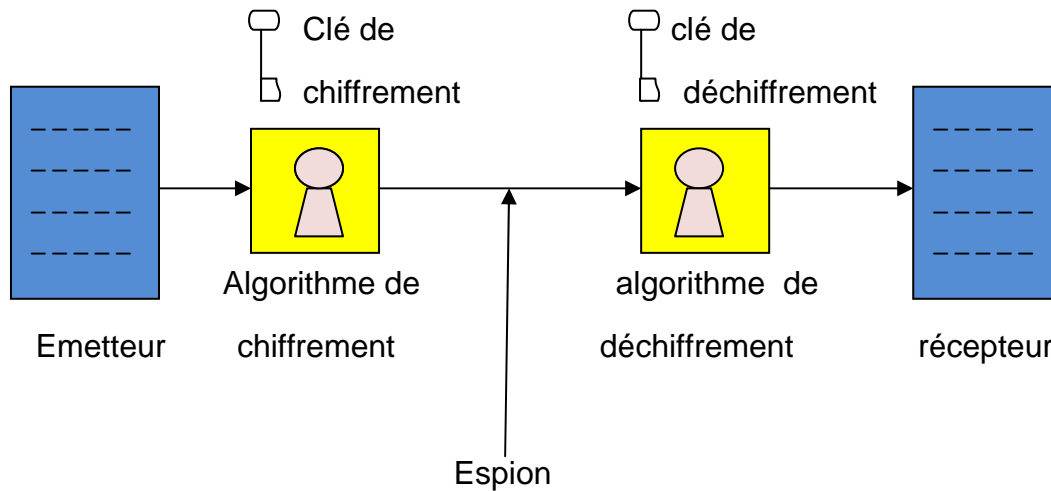 Clé de
chiffrement
clé de
déchiffrement
Algorithme de
chiffrement
algorithme de
déchiffrement
Emetteur
récepteur
Espion